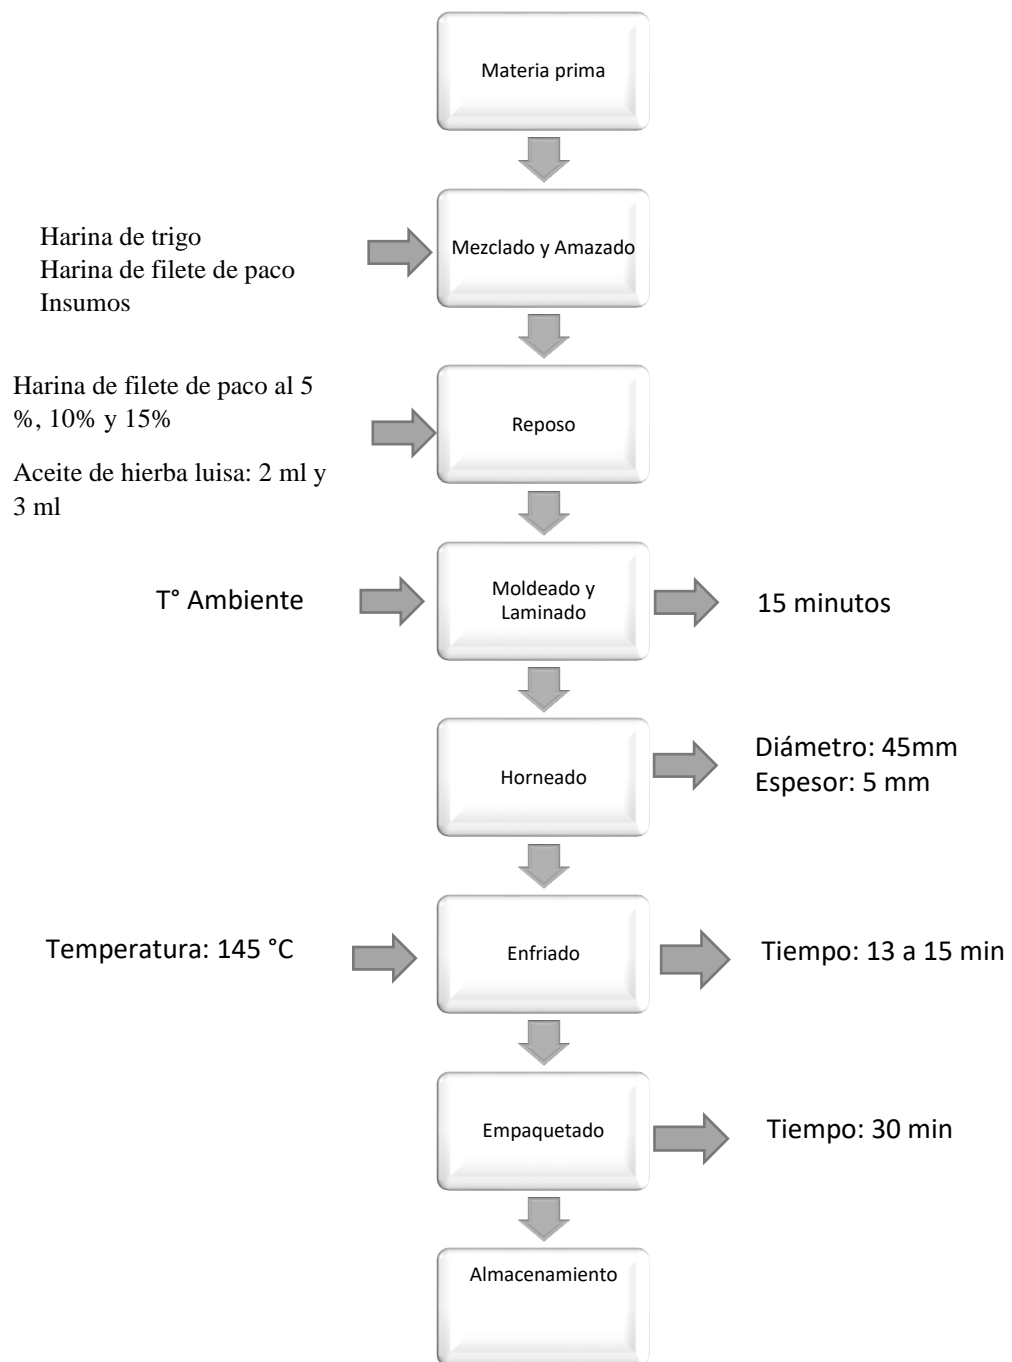 Materia prima
Harina de trigo
Harina de filete de paco
Insumos
Mezclado y Amazado
Harina de filete de paco al 5
%, 10% y 15%
Aceite de hierba luisa: 2 ml y
3 ml
Reposo
T° Ambiente
Moldeado y
Laminado
15 minutos
Horneado
Diámetro: 45mm
Espesor: 5 mm
Temperatura: 145 °C
Enfriado
Tiempo: 13 a 15 min
Empaquetado
Tiempo: 30 min
Almacenamiento